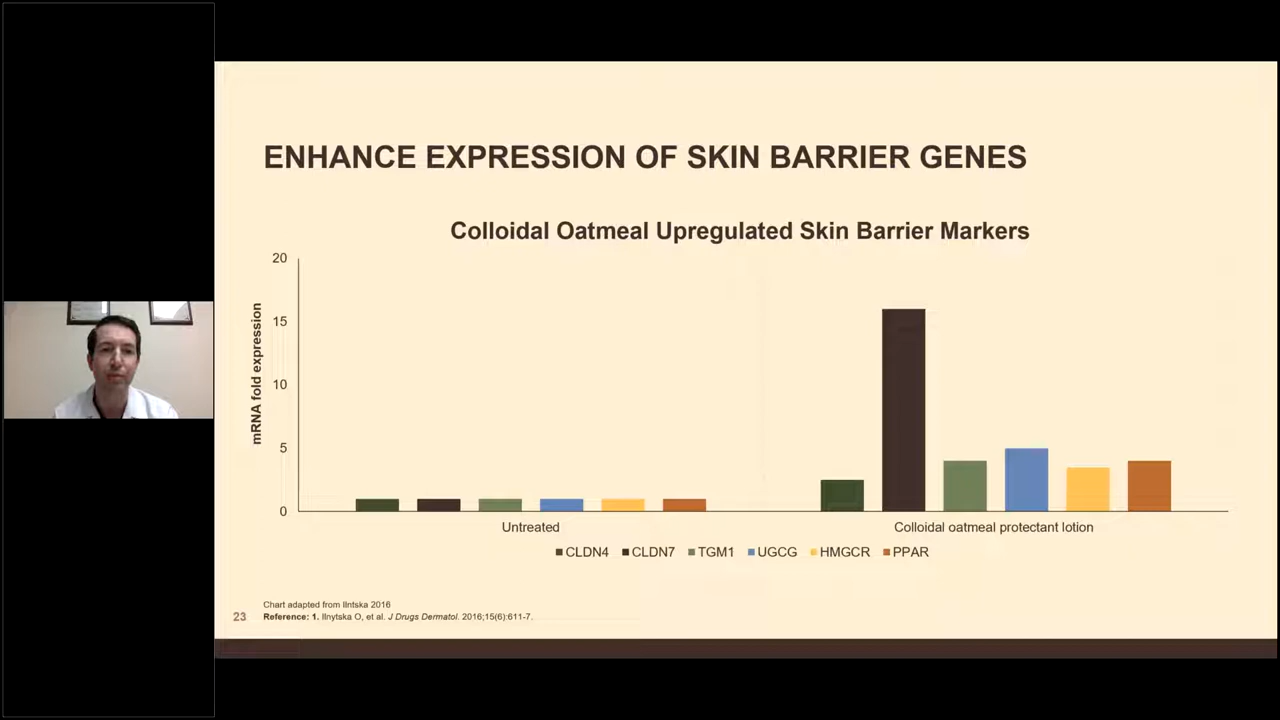 ENHANCE EXPRESSION OF SKIN BARRIER GENES
Colloidal Oatmeal Upregulated Skin Barrier Markers
20
15
10
5
0
mRNA fold expression
Untreated
Colloidal oatmeal protectant lotion
CLDN4 CLDN7 TGM1 UGCG HMGCR PPAR
Chart adapted from IIntska 2016
23
Reference: 1. IInytska O, et al. J Drugs Dermatol. 2016;15(6):611-7.